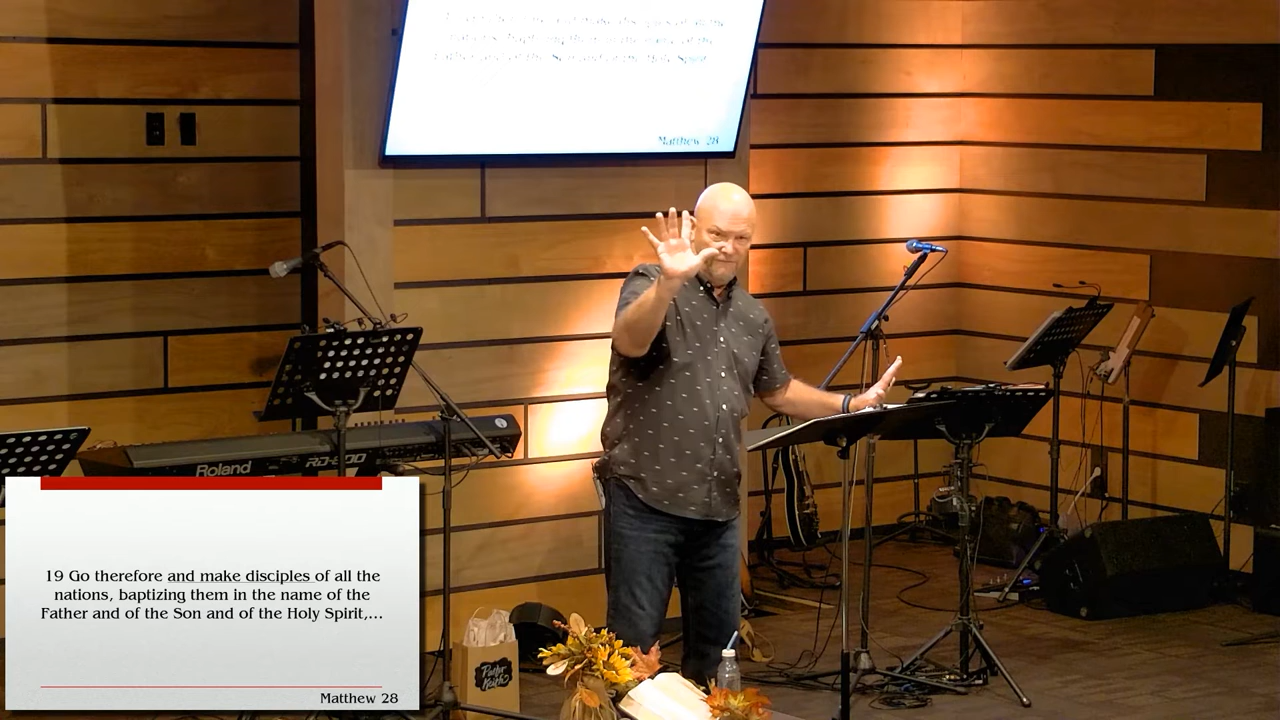 Matthew 28
Roland RD-800
19 Go therefore and make disciples of all the
nations, baptizing them in the name of the
Father and of the Son and of the Holy Spirit,...
Matthew 28